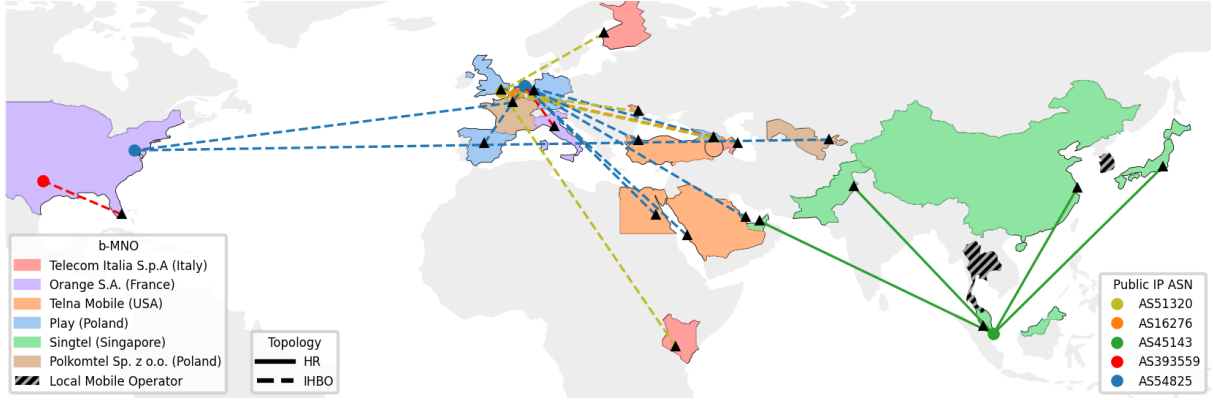 b-MNO
Telecom Italia S.p.A (Italy)
Orange S.A. (France)
Telna Mobile (USA)
Play (Poland)
Singtel (Singapore)
Polkomtel Sp. z o.o. (Poland)
Local Mobile Operator
Topology
HR
IHBO
Public IP ASN
AS51320
AS16276
AS45143
AS393559
AS54825